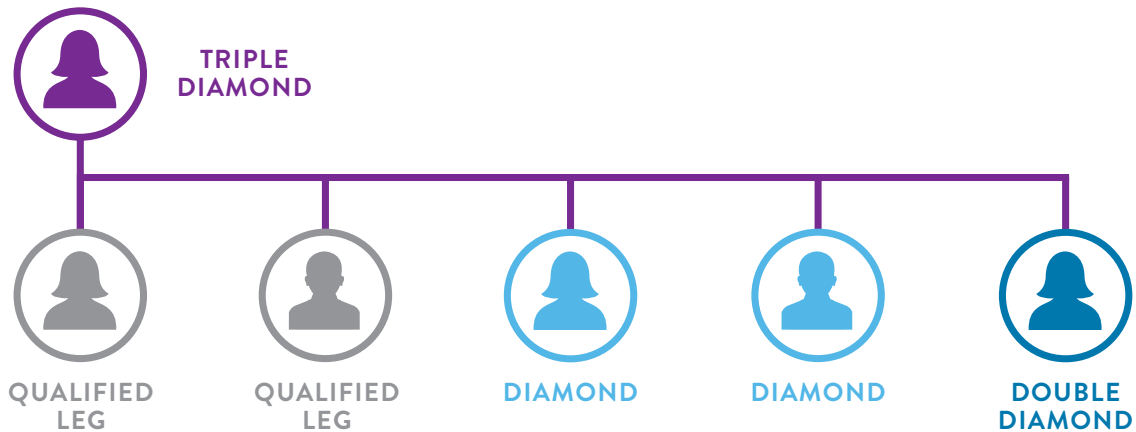 TRIPLE
DIAMOND
QUALIFIED
LEG
QUALIFIED
LEG
DIAMOND
DIAMOND
DOUBLE
DIAMOND